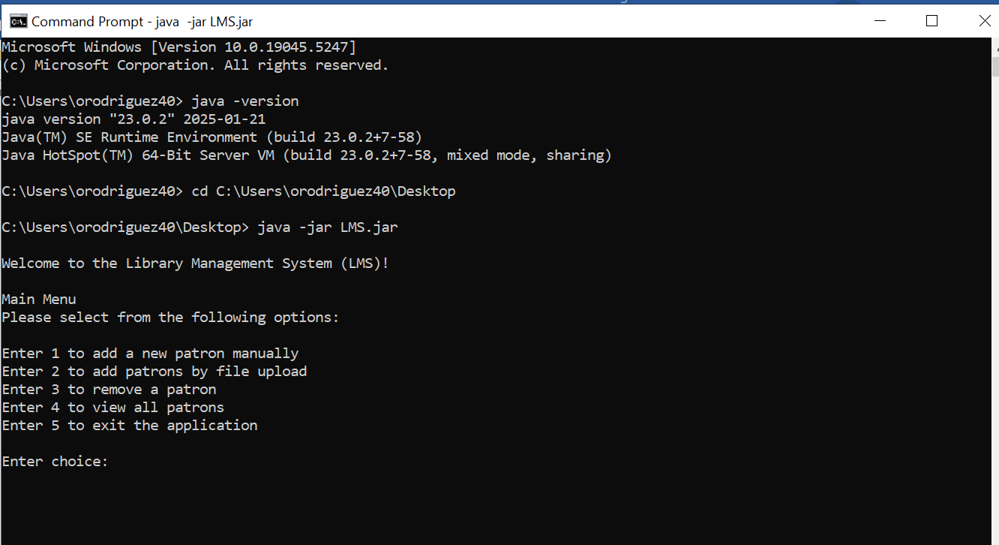 Command Prompt - java  -jar LMS.jar
Microsoft Windows [Version 10.0.19045.5247]
(c) Microsoft Corporation. All rights reserved.
C:\Users\orodriguez40> java -version
java version "23.0.2" 2025-01-21
Java(TM) SE Runtime Environment (build 23.0.2+7-58)
Java HotSpot(TM) 64-Bit Server VM (build 23.0.2+7-58, mixed mode, sharing)
C:\Users\orodriguez40> cd C:\Users\orodriguez40\Desktop
C:\Users\orodriguez40\Desktop> java -jar LMS.jar
Welcome to the Library Management System (LMS)!
Main Menu
Please select from the following options:
Enter 1 to add a new patron manually
Enter 2 to add patrons by file upload
Enter 3 to remove a patron
Enter 4 to view all patrons
Enter 5 to exit the application
Enter choice: